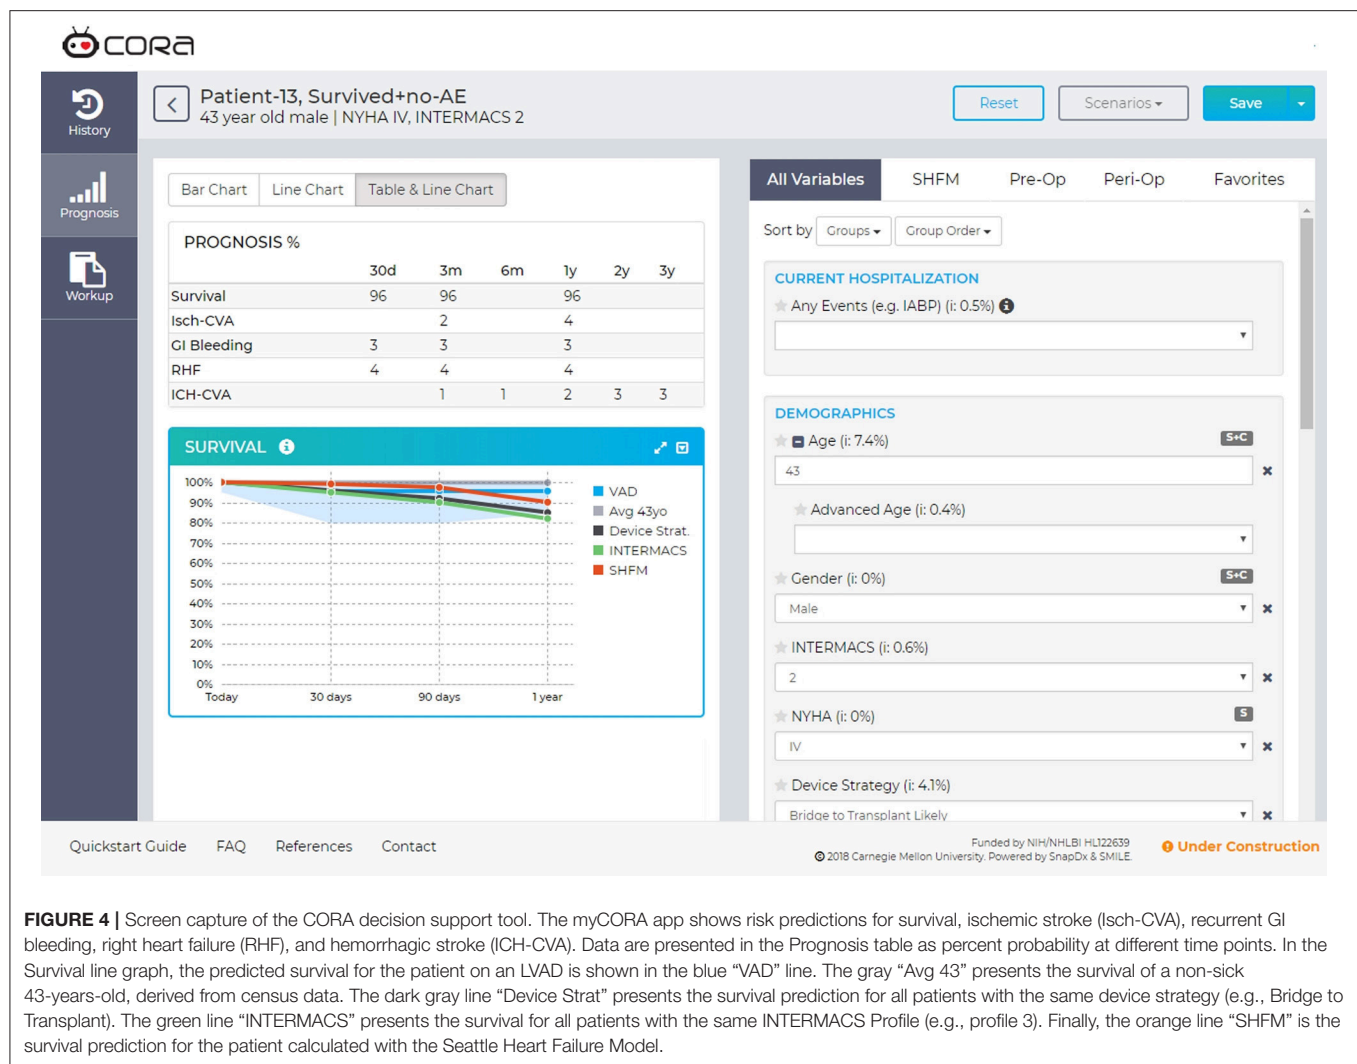 CORA
History
Prognosis
Workup
Patient-13, Survived+no-AE
43 year old male | NYHA IV, INTERMACS 2
Reset
Scenarios
Save
Bar Chart
Line Chart
Table & Line Chart
PROGNOSIS %
30d 3m 6m 1y 2y 3y
Survival 96 96 96
Isch-CVA 2 4
GI Bleeding 3 3 3
RHF 4 4 4
ICH-CVA 1 1 2 3 3
SURVIVAL
100%
90%
80%
70%
60%
50%
40%
30%
20%
10%
0%
Today 30 days 90 days 1 year
VAD
Avg 43yo
Device Strat.
INTERMACS
SHFM
All Variables SHFM Pre-Op Peri-Op Favorites
Sort by Groups Group Order
CURRENT HOSPITALIZATION
Any Events (e.g. IABP) (i: 0.5%)
DEMOGRAPHICS
Age (i: 7.4%) S+C
43
Advanced Age (i: 0.4%)
Gender (i: 0%) S+C
Male
INTERMACS (i: 0.6%)
2
NYHA (i: 0%) S
IV
Device Strategy (i: 4.1%)
Bridge to Transplant Likely
Quickstart Guide FAQ References Contact
Funded by NIH/NHLBI HL122639
© 2018 Carnegie Mellon University. Powered by SnapDx & SMILE.
Under Construction
FIGURE 4 | Screen capture of the CORA decision support tool. The myCORA app shows risk predictions for survival, ischemic stroke (Isch-CVA), recurrent GI
bleeding, right heart failure (RHF), and hemorrhagic stroke (ICH-CVA). Data are presented in the Prognosis table as percent probability at different time points. In the
Survival line graph, the predicted survival for the patient on an LVAD is shown in the blue “VAD” line. The gray “Avg 43” presents the survival of a non-sick
43-years-old, derived from census data. The dark gray line “Device Strat” presents the survival prediction for all patients with the same device strategy (e.g., Bridge to
Transplant). The green line “INTERMACS” presents the survival for all patients with the same INTERMACS Profile (e.g., profile 3). Finally, the orange line “SHFM” is the
survival prediction for the patient calculated with the Seattle Heart Failure Model.